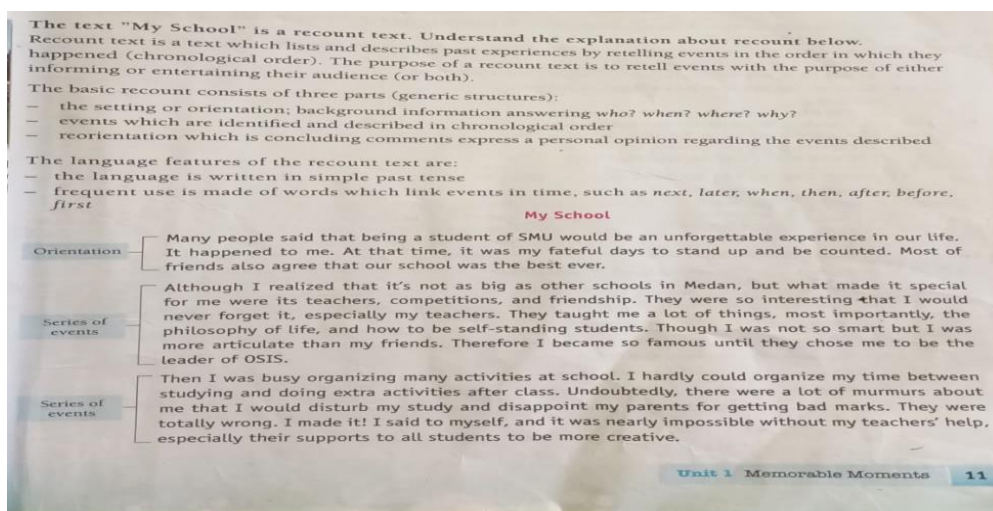 The text "My School" is a recount text. Understand the explanation about recount below.
Recount text is a text which lists and describes past experiences by retelling events in the order in which they
happened (chronological order). The purpose of a recount text is to retell events with the purpose of either
informing or entertaining their audience (or both).
The basic recount consists of three parts (generic structures):
– the setting or orientation; background information answering who? when? where? why?
– events which are identified and described in chronological order
– reorientation which is concluding comments express a personal opinion regarding the events described
The language features of the recount text are:
– the language is written in simple past tense
– frequent use is made of words which link events in time, such as next, later, when, then, after, before,
first
My School
Orientation
Many people said that being a student of SMU would be an unforgettable experience in our life.
It happened to me. At that time, it was my fateful days to stand up and be counted. Most of
friends also agree that our school was the best ever.
Series of
events
Although I realized that it's not as big as other schools in Medan, but what made it special
for me were its teachers, competitions, and friendship. They were so interesting that I would
never forget it, especially my teachers. They taught me a lot of things, most importantly, the
philosophy of life, and how to be self-standing students. Though I was not so smart but I was
more articulate than my friends. Therefore I became so famous until they chose me to be the
leader of OSIS.
Series of
events
Then I was busy organizing many activities at school. I hardly could organize my time between
studying and doing extra activities after class. Undoubtedly, there were a lot of murmurs about
me that I would disturb my study and disappoint my parents for getting bad marks. They were
totally wrong. I made it! I said to myself, and it was nearly impossible without my teachers' help,
especially their supports to all students to be more creative.
Unit 1 Memorable Moments 11